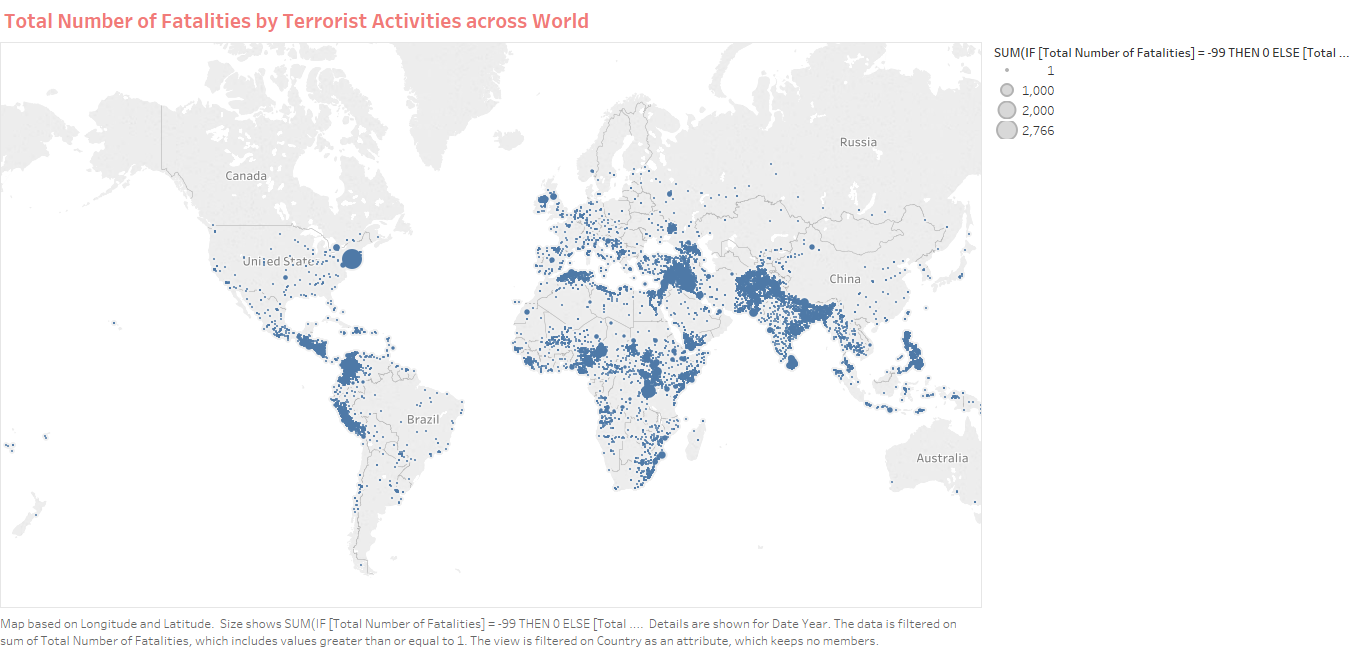 Total Number of Fatalities by Terrorist Activities across World
SUM(IF [Total Number of Fatalities] = -99 THEN 0 ELSE [Total ...
1
1,000
2,000
2,766
Russia
Canada
United States
China
Brazil
Australia
Map based on Longitude and Latitude.  Size shows SUM(IF [Total Number of Fatalities] = -99 THEN 0 ELSE [Total ....  Details are shown for Date Year. The data is filtered on
sum of Total Number of Fatalities, which includes values greater than or equal to 1. The view is filtered on Country as an attribute, which keeps no members.